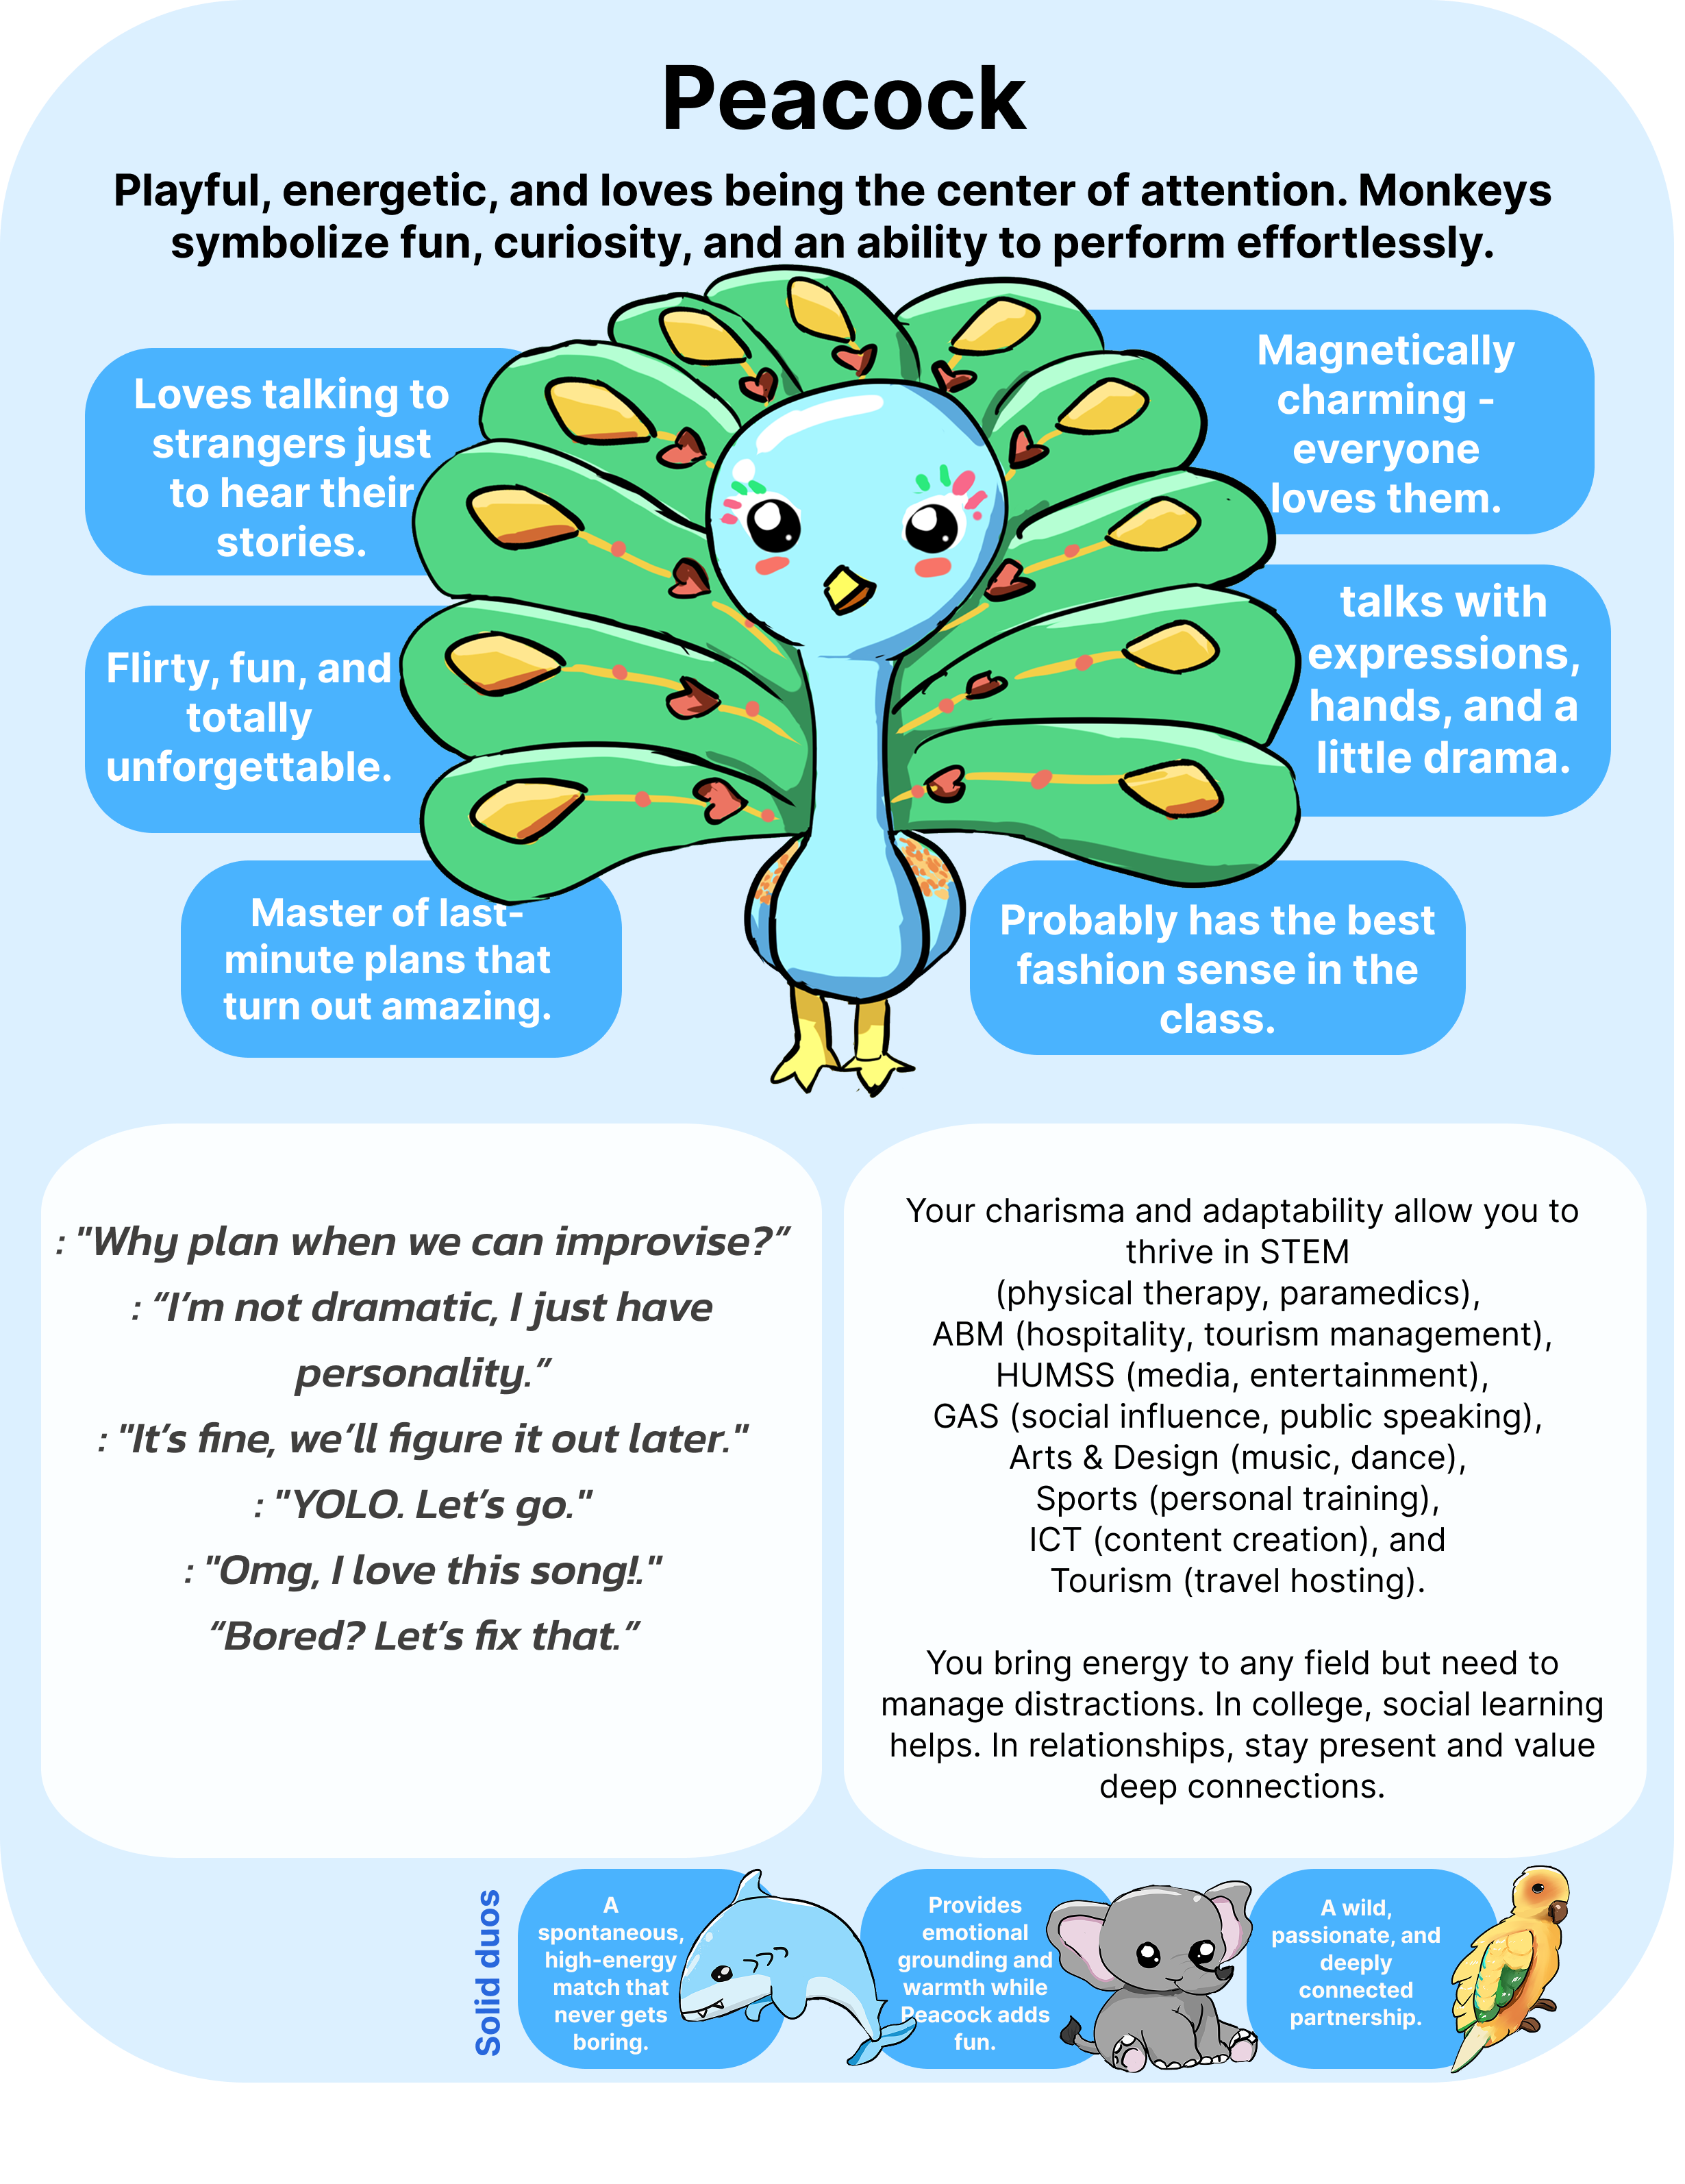 Peacock
Playful, energetic, and loves being the center of attention. Monkeys
symbolize fun, curiosity, and an ability to perform effortlessly.
Loves talking to
strangers just
to hear their
stories.
Magnetically
charming -
everyone
loves them.
Flirty, fun, and
totally
unforgettable.
talks with
expressions,
hands, and a
little drama.
Master of last-
minute plans that
turn out amazing.
Probably has the best
fashion sense in the
class.
: "Why plan when we can improvise?”
: “I’m not dramatic, I just have
personality.”
: "It’s fine, we’ll figure it out later."
: "YOLO. Let’s go."
: "Omg, I love this song!."
“Bored? Let’s fix that.”
Your charisma and adaptability allow you to
thrive in STEM
(physical therapy, paramedics),
ABM (hospitality, tourism management),
HUMSS (media, entertainment),
GAS (social influence, public speaking),
Arts & Design (music, dance),
Sports (personal training),
ICT (content creation), and
Tourism (travel hosting).
You bring energy to any field but need to
manage distractions. In college, social learning
helps. In relationships, stay present and value
deep connections.
Solid duos
A
spontaneous,
high-energy
match that
never gets
boring.
Provides
emotional
grounding and
warmth while
Peacock adds
fun.
A wild,
passionate, and
deeply
connected
partnership.